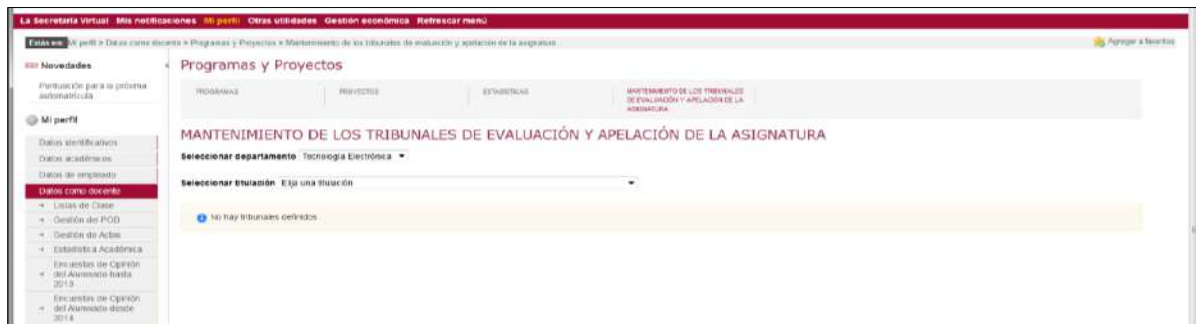 La Secretaría Virtual Mis notificaciones Mi perfil Otras utilidades Gestión económica Refrescar menú
Estás en: Mi perfil > Datos como docente > Programas y Proyectos > Mantenimiento de los tribunales de evaluación y apelación de la asignatura
Agregar a favoritos
Novedades
Puntuación para la próxima
automatrícula
Mi perfil
Datos identificativos
Datos académicos
Datos de empleado
Datos como docente
Listas de Clase
Gestión del POD
Gestión de Actas
Estadística Académica
Encuestas de Opinión
del Alumnado hasta
2013
Encuestas de Opinión
del Alumnado desde
2014
Programas y Proyectos
PROGRAMAS
PROYECTOS
ESTADÍSTICAS
MANTENIMIENTO DE LOS TRIBUNALES
DE EVALUACIÓN Y APELACIÓN DE LA
ASIGNATURA
MANTENIMIENTO DE LOS TRIBUNALES DE EVALUACIÓN Y APELACIÓN DE LA ASIGNATURA
Seleccionar departamento Tecnología Electrónica
Seleccionar titulación Elija una titulación
No hay tribunales definidos